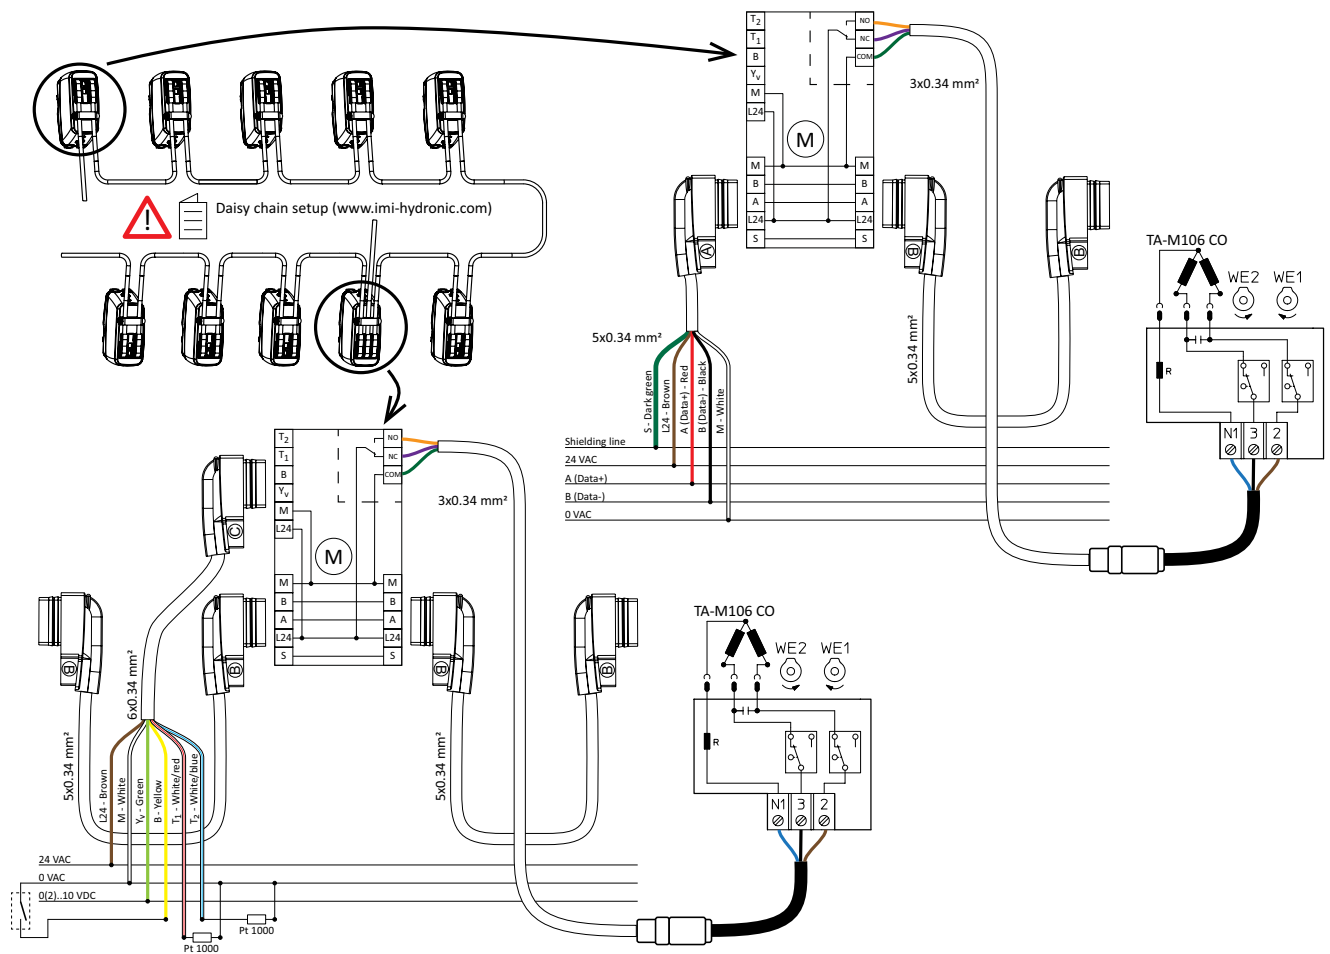 T₂
T₁
B
Yᵥ
M
L24
NO
NC
COM
3x0.34 mm²
M
M
B
A
L24
S
M
B
A
L24
S
Daisy chain setup (www.imi-hydronic.com)
!
A
B
B
5x0.34 mm²
5x0.34 mm²
S - Dark green
L24 - Brown
A (Data+) - Red
B (Data-) - Black
M - White
Shielding line
24 VAC
A (Data+)
B (Data-)
0 VAC
TA-M106 CO
WE2
WE1
R
N1
3
2
T₂
T₁
B
Yᵥ
M
L24
NO
NC
COM
3x0.34 mm²
M
M
B
A
L24
S
M
B
A
L24
S
C
B
B
B
B
6x0.34 mm²
5x0.34 mm²
5x0.34 mm²
L24 - Brown
M - White
Yᵥ - Green
B - Yellow
T₁ - White/red
T₂ - White/blue
24 VAC
0 VAC
0(2)..10 VDC
Pt 1000
Pt 1000
TA-M106 CO
WE2
WE1
R
N1
3
2